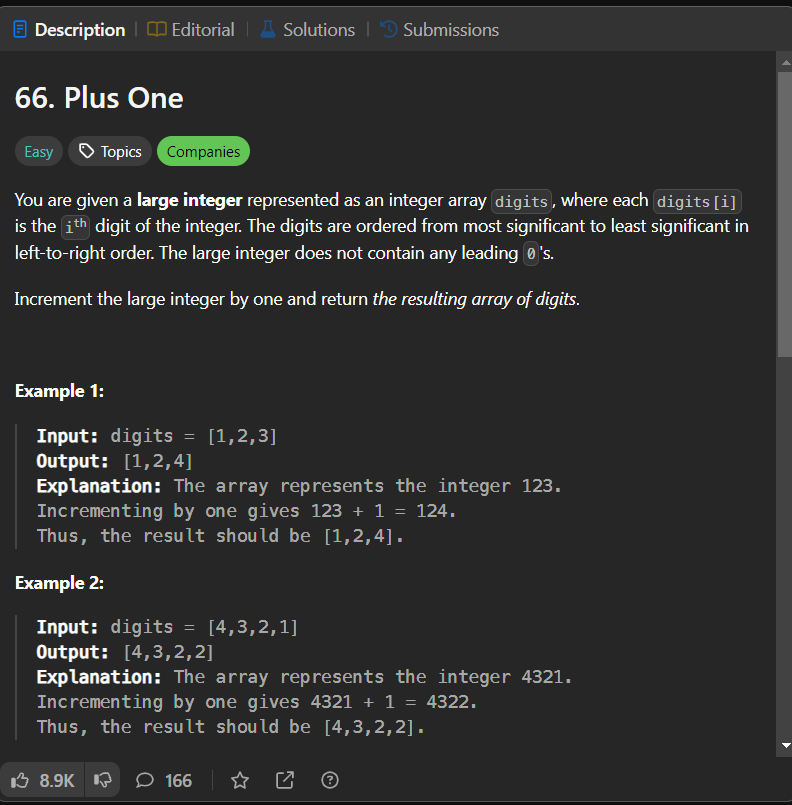 Description | Editorial | Solutions | Submissions
66. Plus One
Easy Topics Companies
You are given a large integer represented as an integer array digits, where each digits[i]
is the ith digit of the integer. The digits are ordered from most significant to least significant in
left-to-right order. The large integer does not contain any leading 0's.
Increment the large integer by one and return the resulting array of digits.
Example 1:
Input: digits = [1,2,3]
Output: [1,2,4]
Explanation: The array represents the integer 123.
Incrementing by one gives 123 + 1 = 124.
Thus, the result should be [1,2,4].
Example 2:
Input: digits = [4,3,2,1]
Output: [4,3,2,2]
Explanation: The array represents the integer 4321.
Incrementing by one gives 4321 + 1 = 4322.
Thus, the result should be [4,3,2,2].
8.9K 166